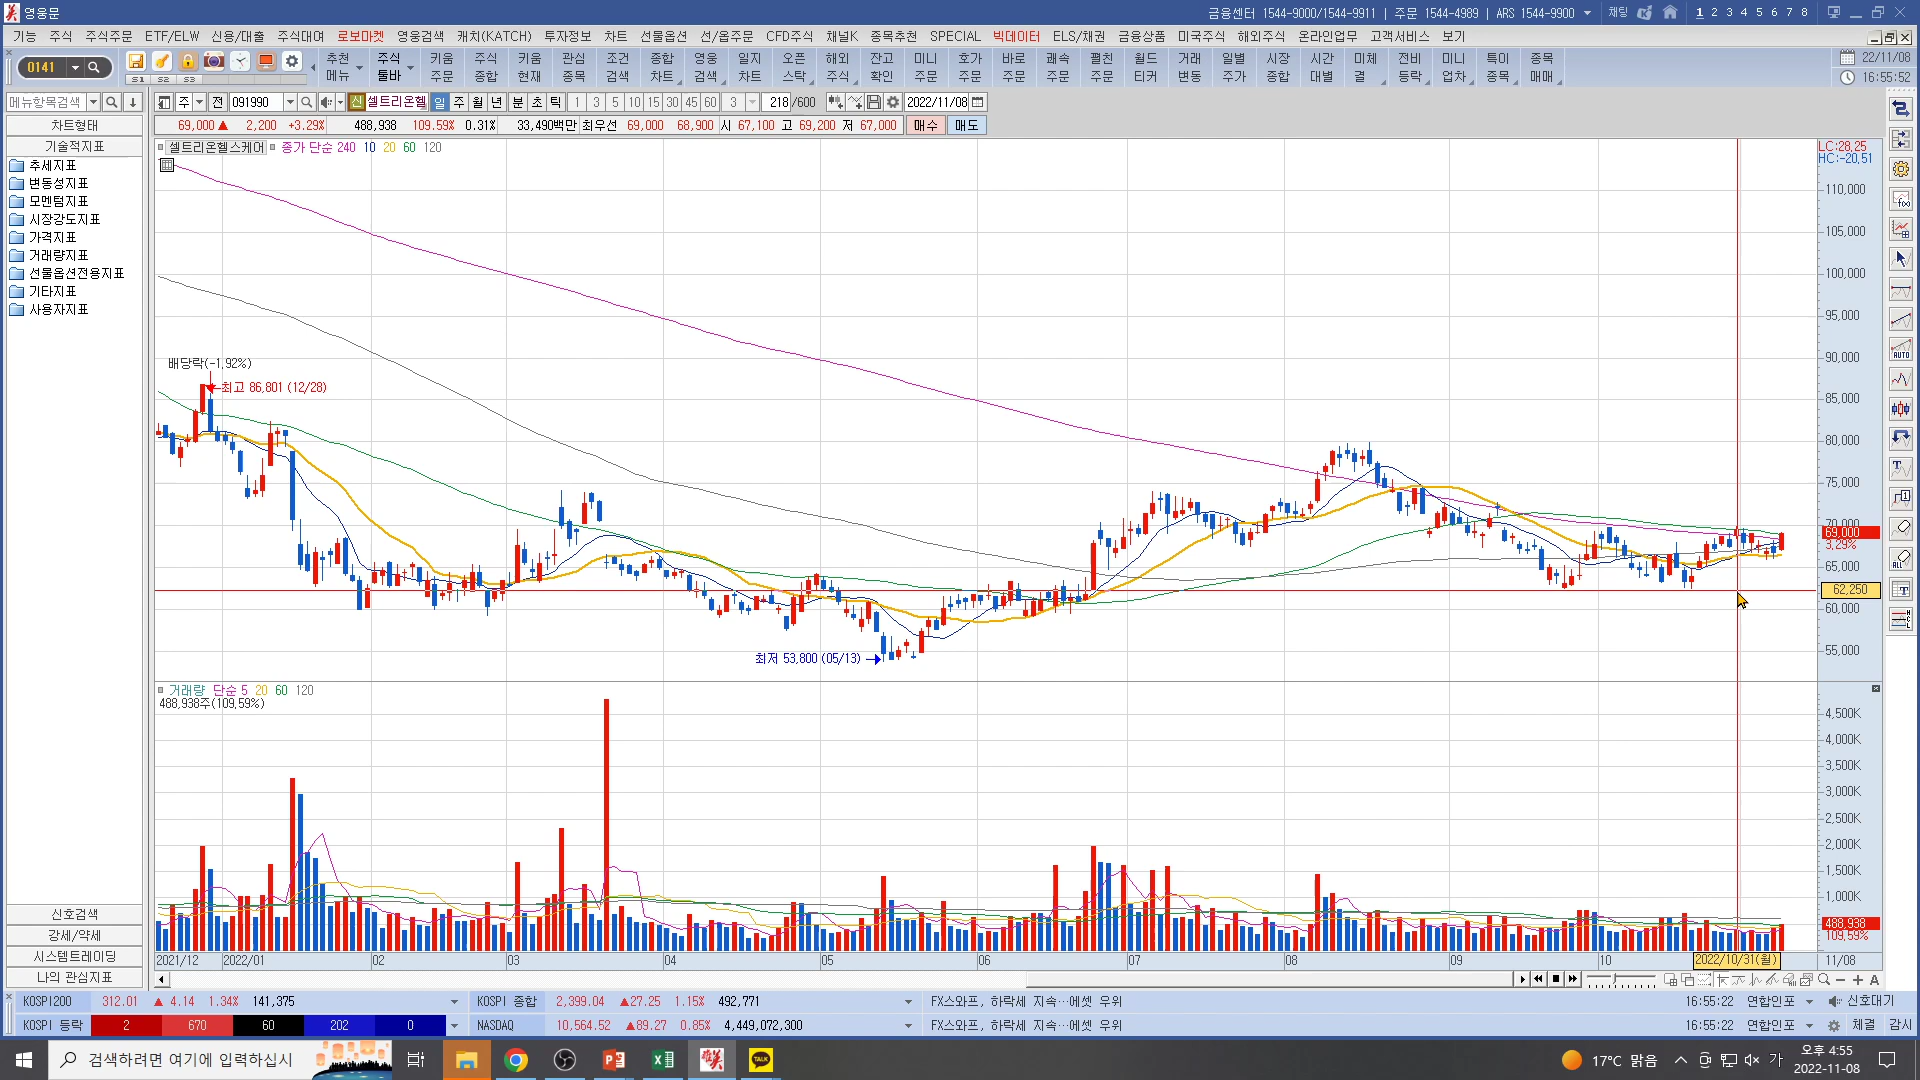 영웅문
금융센터 1544-9000/1544-9911 | 주문 1544-4989 | ARS 1544-9900 채팅 1 2 3 4 5 6 7 8
기능 주식 주식주문 ETF/ELW 신용/대출 주식대여 로보마켓 영웅검색 캐치(KATCH) 투자정보 차트 선물옵션 선/옵주문 CFD주식 채널K 종목추천 SPECIAL 빅데이터 ELS/채권 금융상품 미국주식 해외주식 온라인업무 고객서비스 보기
0141
S1 S2 S3
추천 메뉴
주식 툴바
키움 주문
주식 종합
키움 현재
관심 종목
조건 검색
종합 차트
영웅 검색
일지 차트
오픈 스탁
해외 주식
잔고 확인
미니 주문
호가 주문
바로 주문
쾌속 주문
펼친 주문
월드 티커
거래 변동
일별 주가
시장 종합
시간 대별
미체 결
전비 등락
미니 업차
특이 종목
종목 매매
22/11/08
16:55:52
메뉴항목검색
주 전 091990 신 셀트리온헬 일 주 월 년 분 초 틱 1 3 5 10 15 30 45 60 3 218 /600 2022/11/08
69,000 ▲ 2,200 +3.29% 488,938 109.59% 0.31% 33,490백만 최우선 69,000 68,900 시 67,100 고 69,200 저 67,000 매수 매도
차트형태
기술적지표
추세지표
변동성지표
모멘텀지표
시장강도지표
가격지표
거래량지표
선물옵션전용지표
기타지표
사용자지표
신호검색
강세/약세
시스템트레이딩
나의 관심지표
셀트리온헬스케어 종가 단순 240 10 20 60 120
LC:28,25
HC:-20,51
110,000
105,000
100,000
95,000
90,000
85,000
80,000
75,000
70,000
69,000
3,29%
65,000
62,250
60,000
55,000
배당락(-1,92%)
최고 86,801 (12/28)
최저 53,800 (05/13)
거래량 단순 5 20 60 120
488,938주(109,59%)
4,500K
4,000K
3,500K
3,000K
2,500K
2,000K
1,500K
1,000K
488,938
109,59%
2021/12 2022/01 02 03 04 05 06 07 08 09 10 2022/10/31(월) 11/08
AUTO
ALL
KOSPI200 312.01 ▲ 4.14 1.34% 141,375 KOSPI 종합 2,399.04 ▲27.25 1.15% 492,771 FX스와프, 하락세 지속…에셋 우위 16:55:22 연합인포 신호대기
KOSPI 등락 2 670 60 202 0 NASDAQ 10,564.52 ▲89.27 0.85% 4,449,072,300 FX스와프, 하락세 지속…에셋 우위 16:55:22 연합인포 체결 감시
검색하려면 여기에 입력하십시
TALK
17°C 맑음 가 오후 4:55
2022-11-08